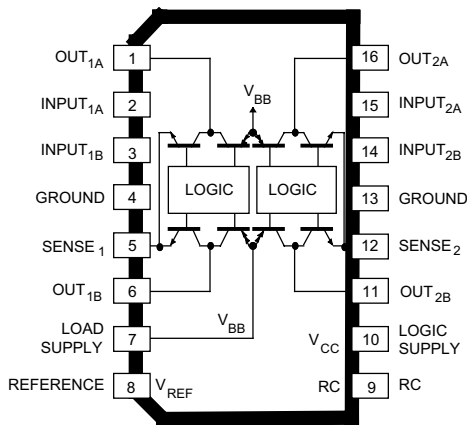 OUT1A 1 16 OUT2A
INPUT1A 2 VBB 15 INPUT2A
INPUT1B 3 14 INPUT2B
GROUND 4 LOGIC LOGIC 13 GROUND
SENSE1 5 12 SENSE2
OUT1B 6 11 OUT2B
LOAD
SUPPLY 7 VBB VCC 10 LOGIC
SUPPLY
REFERENCE 8 VREF RC 9 RC